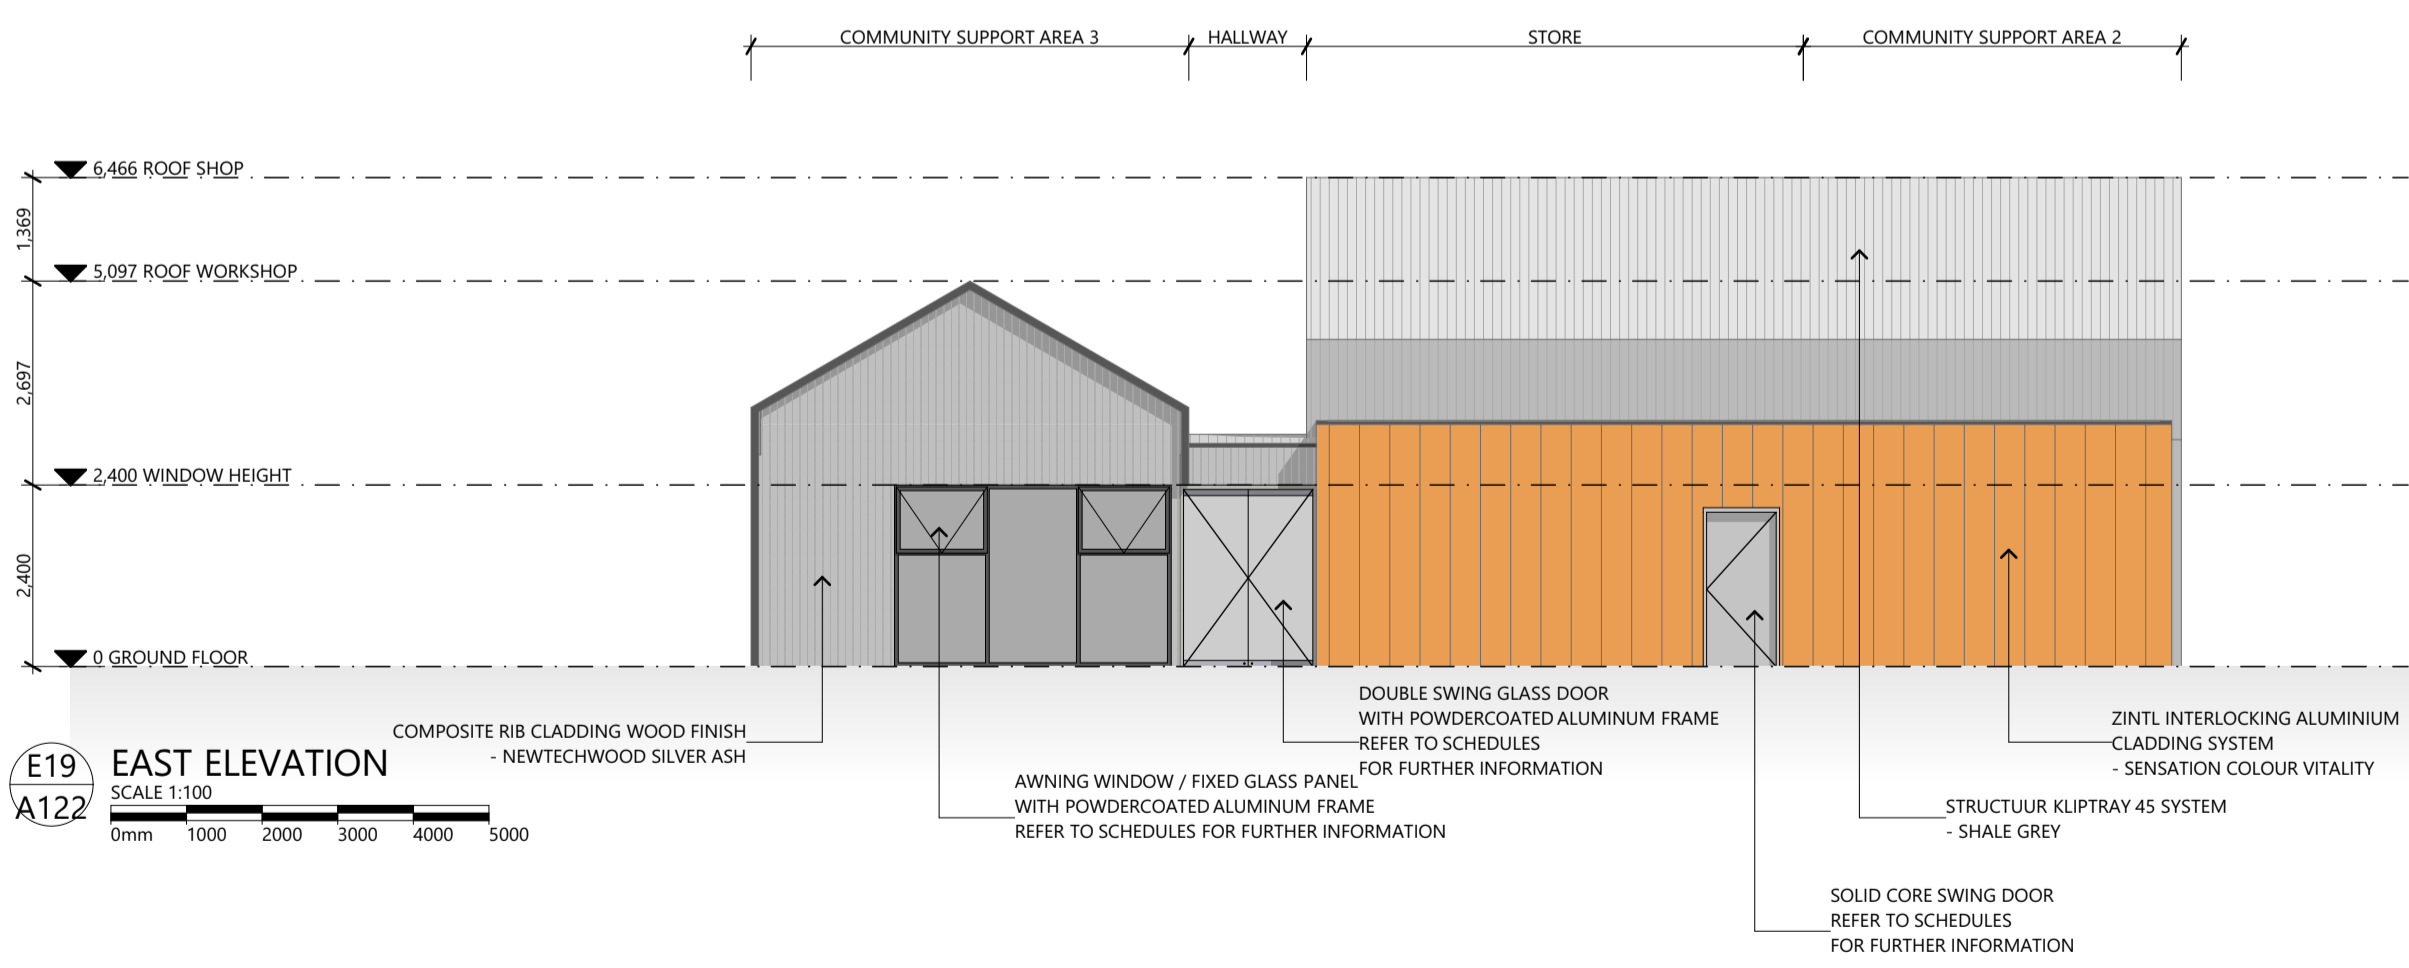 COMMUNITY SUPPORT AREA 3
HALLWAY
STORE
COMMUNITY SUPPORT AREA 2
6,466 ROOF SHOP
1,369
5,097 ROOF WORKSHOP
2,697
2,400 WINDOW HEIGHT
2,400
0 GROUND FLOOR
COMPOSITE RIB CLADDING WOOD FINISH
- NEWTECHWOOD SILVER ASH
AWNING WINDOW / FIXED GLASS PANEL
WITH POWDERCOATED ALUMINUM FRAME
REFER TO SCHEDULES FOR FURTHER INFORMATION
DOUBLE SWING GLASS DOOR
WITH POWDERCOATED ALUMINUM FRAME
REFER TO SCHEDULES
FOR FURTHER INFORMATION
ZINTL INTERLOCKING ALUMINIUM
CLADDING SYSTEM
- SENSATION COLOUR VITALITY
STRUCTUUR KLIPTRAY 45 SYSTEM
- SHALE GREY
SOLID CORE SWING DOOR
REFER TO SCHEDULES
FOR FURTHER INFORMATION
E19
A122
EAST ELEVATION
SCALE 1:100
0mm 1000 2000 3000 4000 5000